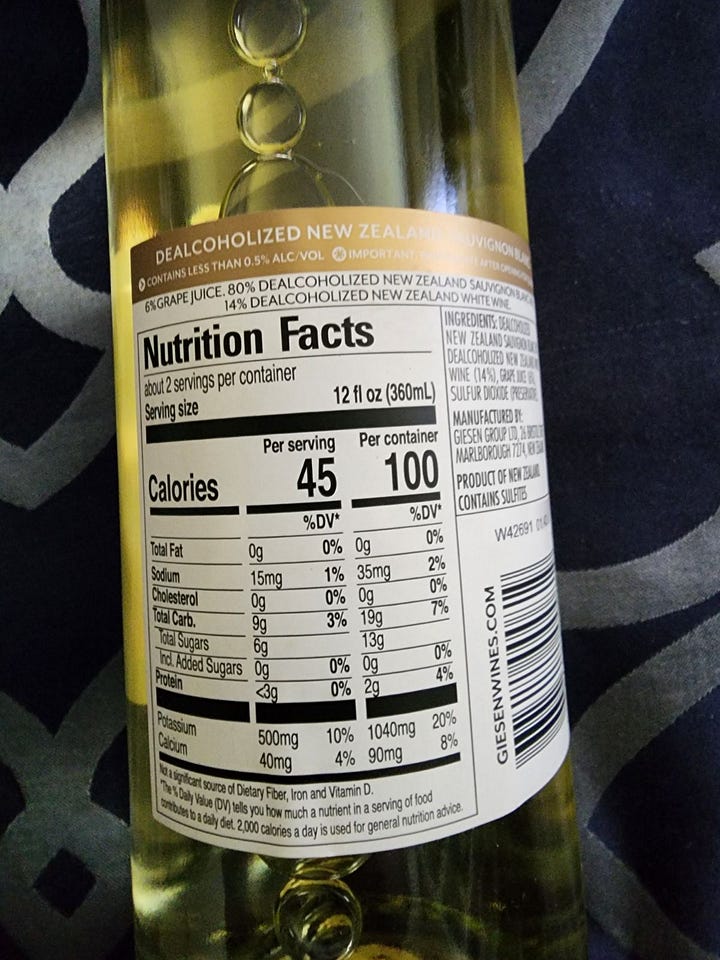 DEALCOHOLIZED NEW ZEALAND SAUVIGNON BLANC
CONTAINS LESS THAN 0.5% ALC/VOL IMPORTANT: AFTER OPENING
6% GRAPE JUICE, 80% DEALCOHOLIZED NEW ZEALAND SAUVIGNON BLANC
14% DEALCOHOLIZED NEW ZEALAND WHITE WINE.
Nutrition Facts
about 2 servings per container
Serving size 12 fl oz (360mL)
Per serving Per container
Calories 45 100
%DV* %DV*
Total Fat 0g 0% 0g 0%
Sodium 15mg 1% 35mg 2%
Cholesterol 0g 0% 0g 0%
Total Carb. 9g 3% 19g 7%
Total Sugars 6g 13g
Incl. Added Sugars 0g 0% 0g 0%
Protein <3g 0% 2g 4%
Potassium 500mg 10% 1040mg 20%
Calcium 40mg 4% 90mg 8%
Not a significant source of Dietary Fiber, Iron and Vitamin D.
*The % Daily Value (DV) tells you how much a nutrient in a serving of food
contributes to a daily diet. 2,000 calories a day is used for general nutrition advice.
INGREDIENTS: DEALCOHOLIZED
NEW ZEALAND SAUVIGNON
DEALCOHOLIZED NEW ZEALAND
WINE (14%), GRAPE JUICE
SULFUR DIOXIDE (PRESERVATIVE
MANUFACTURED BY:
GIESEN GROUP LTD, 26
MARLBOROUGH 7274, NEW
PRODUCT OF NEW ZEALAND
CONTAINS SULFITES
W42691
GIESENWINES.COM